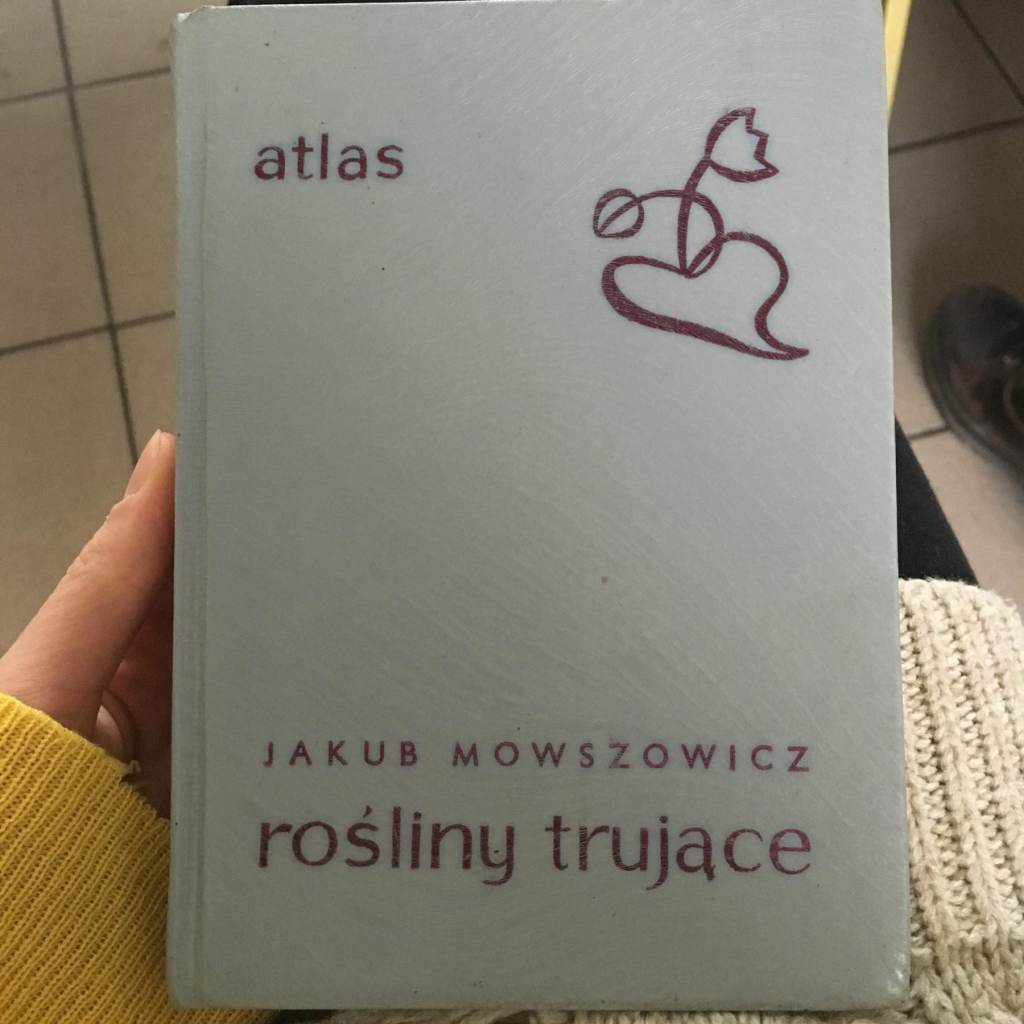 atlas
JAKUB MOWSZOWICZ
rośliny trujące